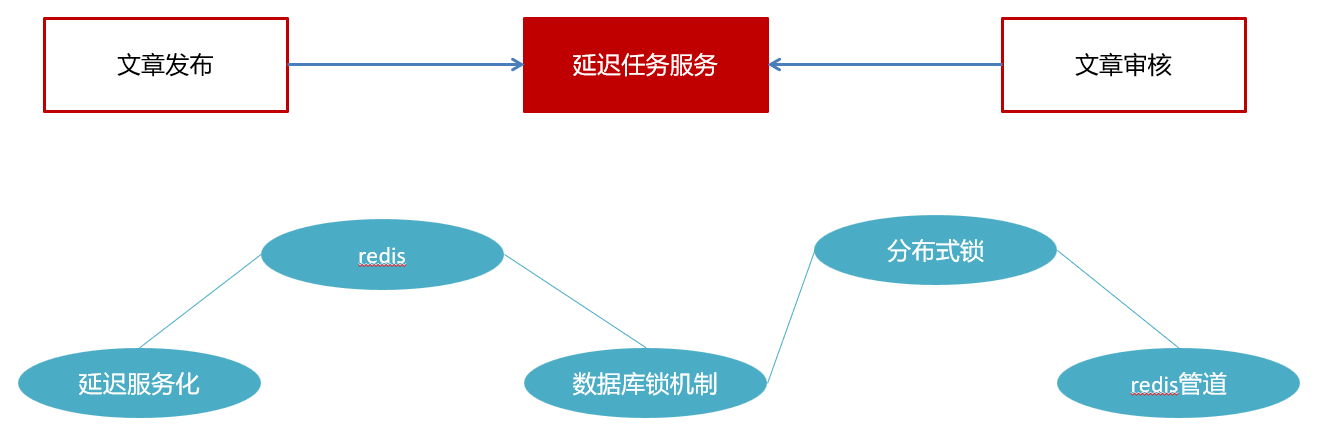 文章发布
延迟任务服务
文章审核
redis
分布式锁
延迟服务化
数据库锁机制
redis管道